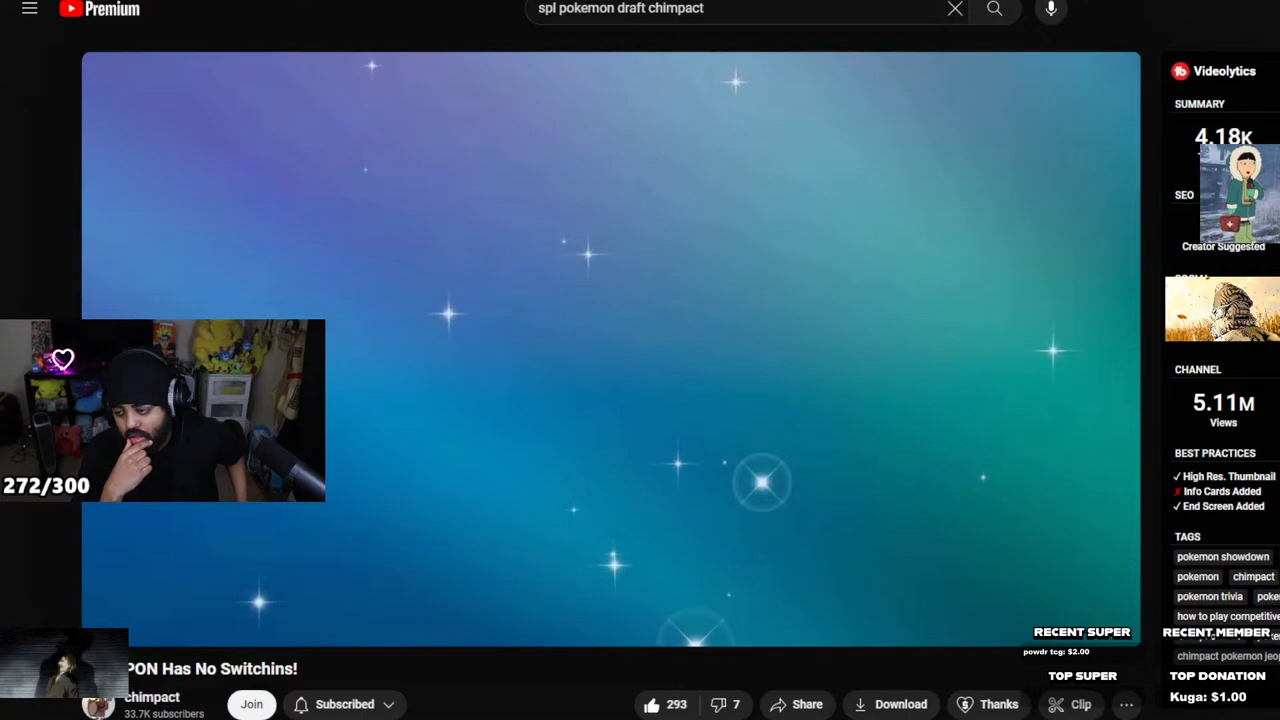 Premium
spl pokemon draft chimpact
Videolytics
SUMMARY
4.18K
SEO
Creator Suggested
CHANNEL
5.11M
Views
BEST PRACTICES
✓ High Res. Thumbnail
✗ Info Cards Added
✓ End Screen Added
TAGS
pokemon showdown
pokemon chimpact
pokemon trivia
how to play competitive
272/300
RECENT SUPER
powdr tcg: $2.00
TOP SUPER
RECENT MEMBER
chimpact pokemon
TOP DONATION
Kuga: $1.00
PON Has No Switchins!
chimpact
33.7K subscribers
Join
Subscribed
293
7
Share
Download
Thanks
Clip